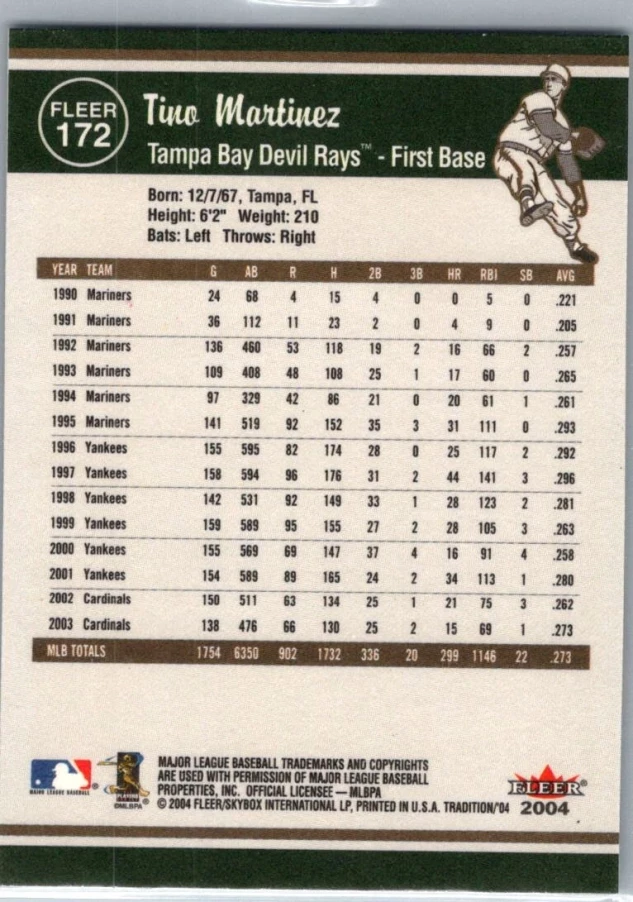 FLEER
172
Tino Martinez
Tampa Bay Devil Rays™ - First Base
Born: 12/7/67, Tampa, FL
Height: 6'2" Weight: 210
Bats: Left Throws: Right
YEAR TEAM G AB R H 2B 3B HR RBI SB AVG
1990 Mariners 24 68 4 15 4 0 0 5 0 .221
1991 Mariners 36 112 11 23 2 0 4 9 0 .205
1992 Mariners 136 460 53 118 19 2 16 66 2 .257
1993 Mariners 109 408 48 108 25 1 17 60 0 .265
1994 Mariners 97 329 42 86 21 0 20 61 1 .261
1995 Mariners 141 519 92 152 35 3 31 111 0 .293
1996 Yankees 155 595 82 174 28 0 25 117 2 .292
1997 Yankees 158 594 96 176 31 2 44 141 3 .296
1998 Yankees 142 531 92 149 33 1 28 123 2 .281
1999 Yankees 159 589 95 155 27 2 28 105 3 .263
2000 Yankees 155 569 69 147 37 4 16 91 4 .258
2001 Yankees 154 589 89 165 24 2 34 113 1 .280
2002 Cardinals 150 511 63 134 25 1 21 75 3 .262
2003 Cardinals 138 476 66 130 25 2 15 69 1 .273
MLB TOTALS 1754 6350 902 1732 336 20 299 1146 22 .273
MAJOR LEAGUE BASEBALL TRADEMARKS AND COPYRIGHTS
ARE USED WITH PERMISSION OF MAJOR LEAGUE BASEBALL
PROPERTIES, INC. OFFICIAL LICENSEE — MLBPA
© 2004 FLEER/SKYBOX INTERNATIONAL LP, PRINTED IN U.S.A. TRADITION/'04
MAJOR LEAGUE BASEBALL®
©MLBPA
FLEER®
2004